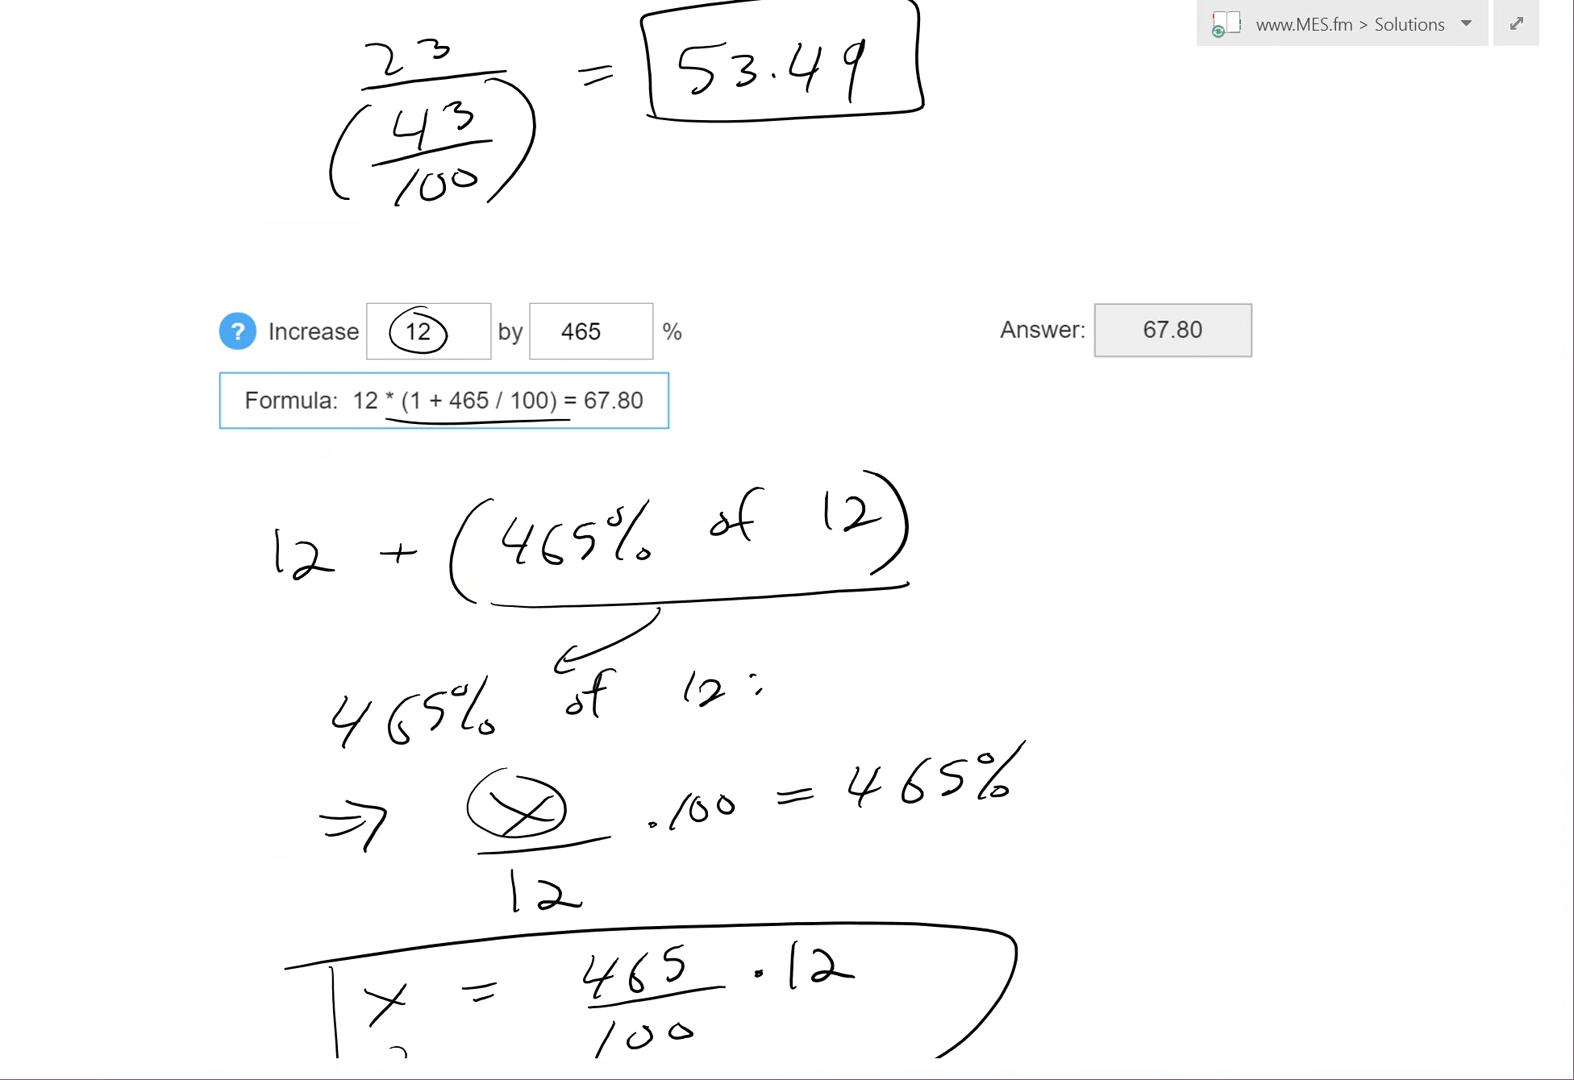 www.MES.fm > Solutions
23 / (43/100) = 53.49
? Increase 12 by 465 % Answer: 67.80
Formula: 12 * (1 + 465 / 100) = 67.80
12 + (465% of 12)
465% of 12:
⇒ x/12 · 100 = 465%
x = 465/100 · 12